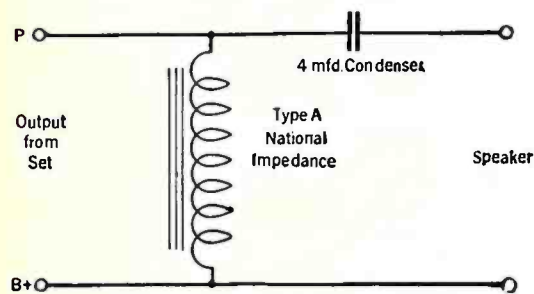 P
4 mfd. Condenser
Output
from
Set
Type A
National
Impedance
Speaker
B+